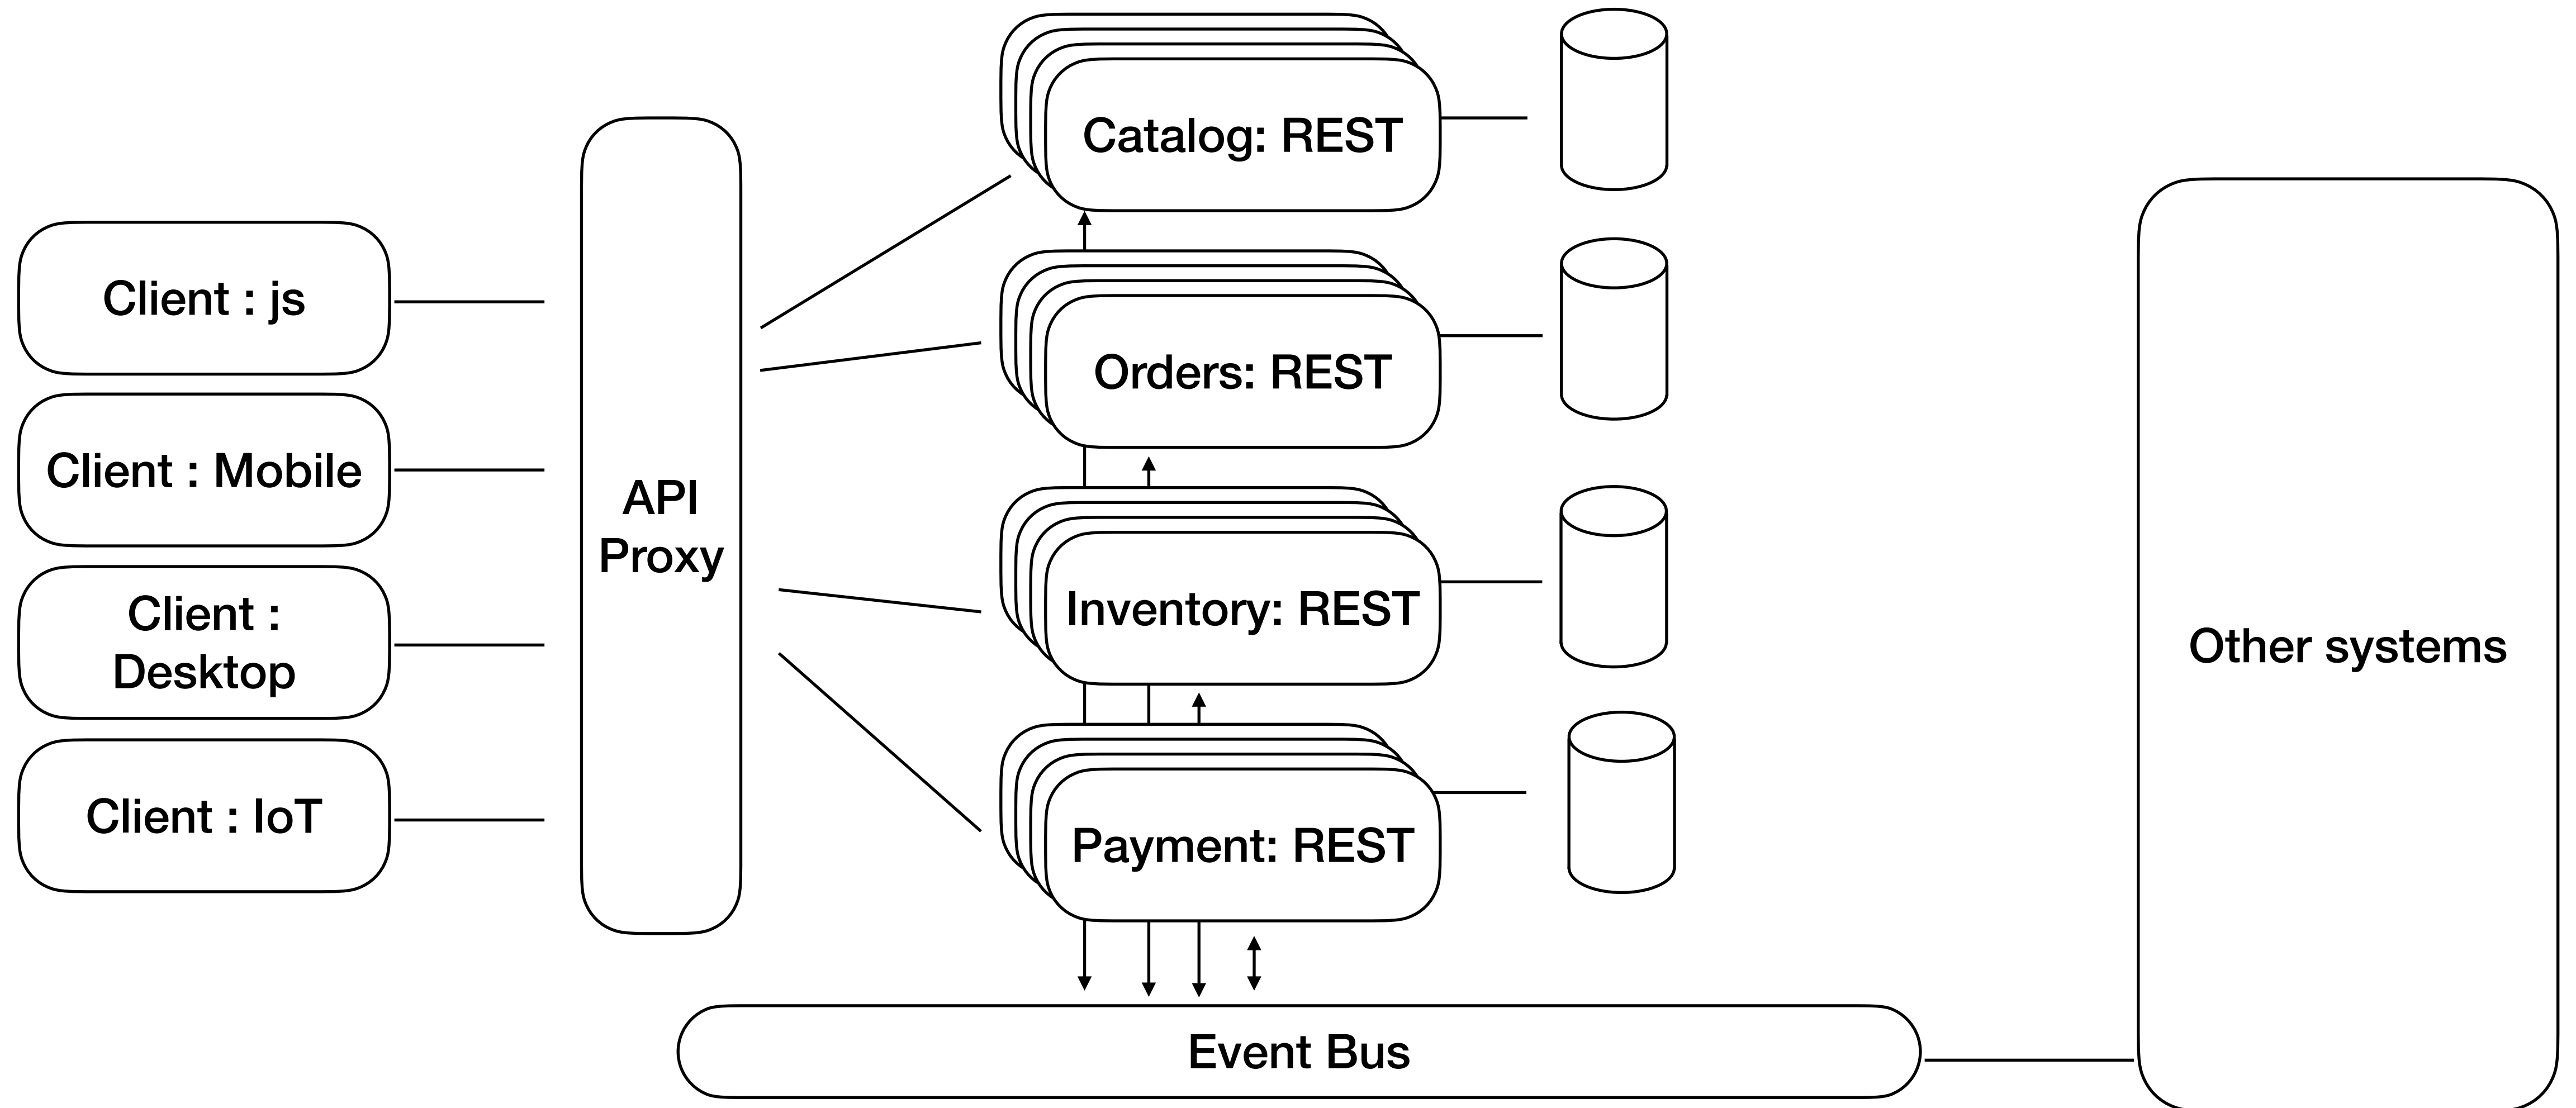 Client : js
Client : Mobile
Client :
Desktop
Client : IoT
API
Proxy
Catalog: REST
Orders: REST
Inventory: REST
Payment: REST
Event Bus
Other systems